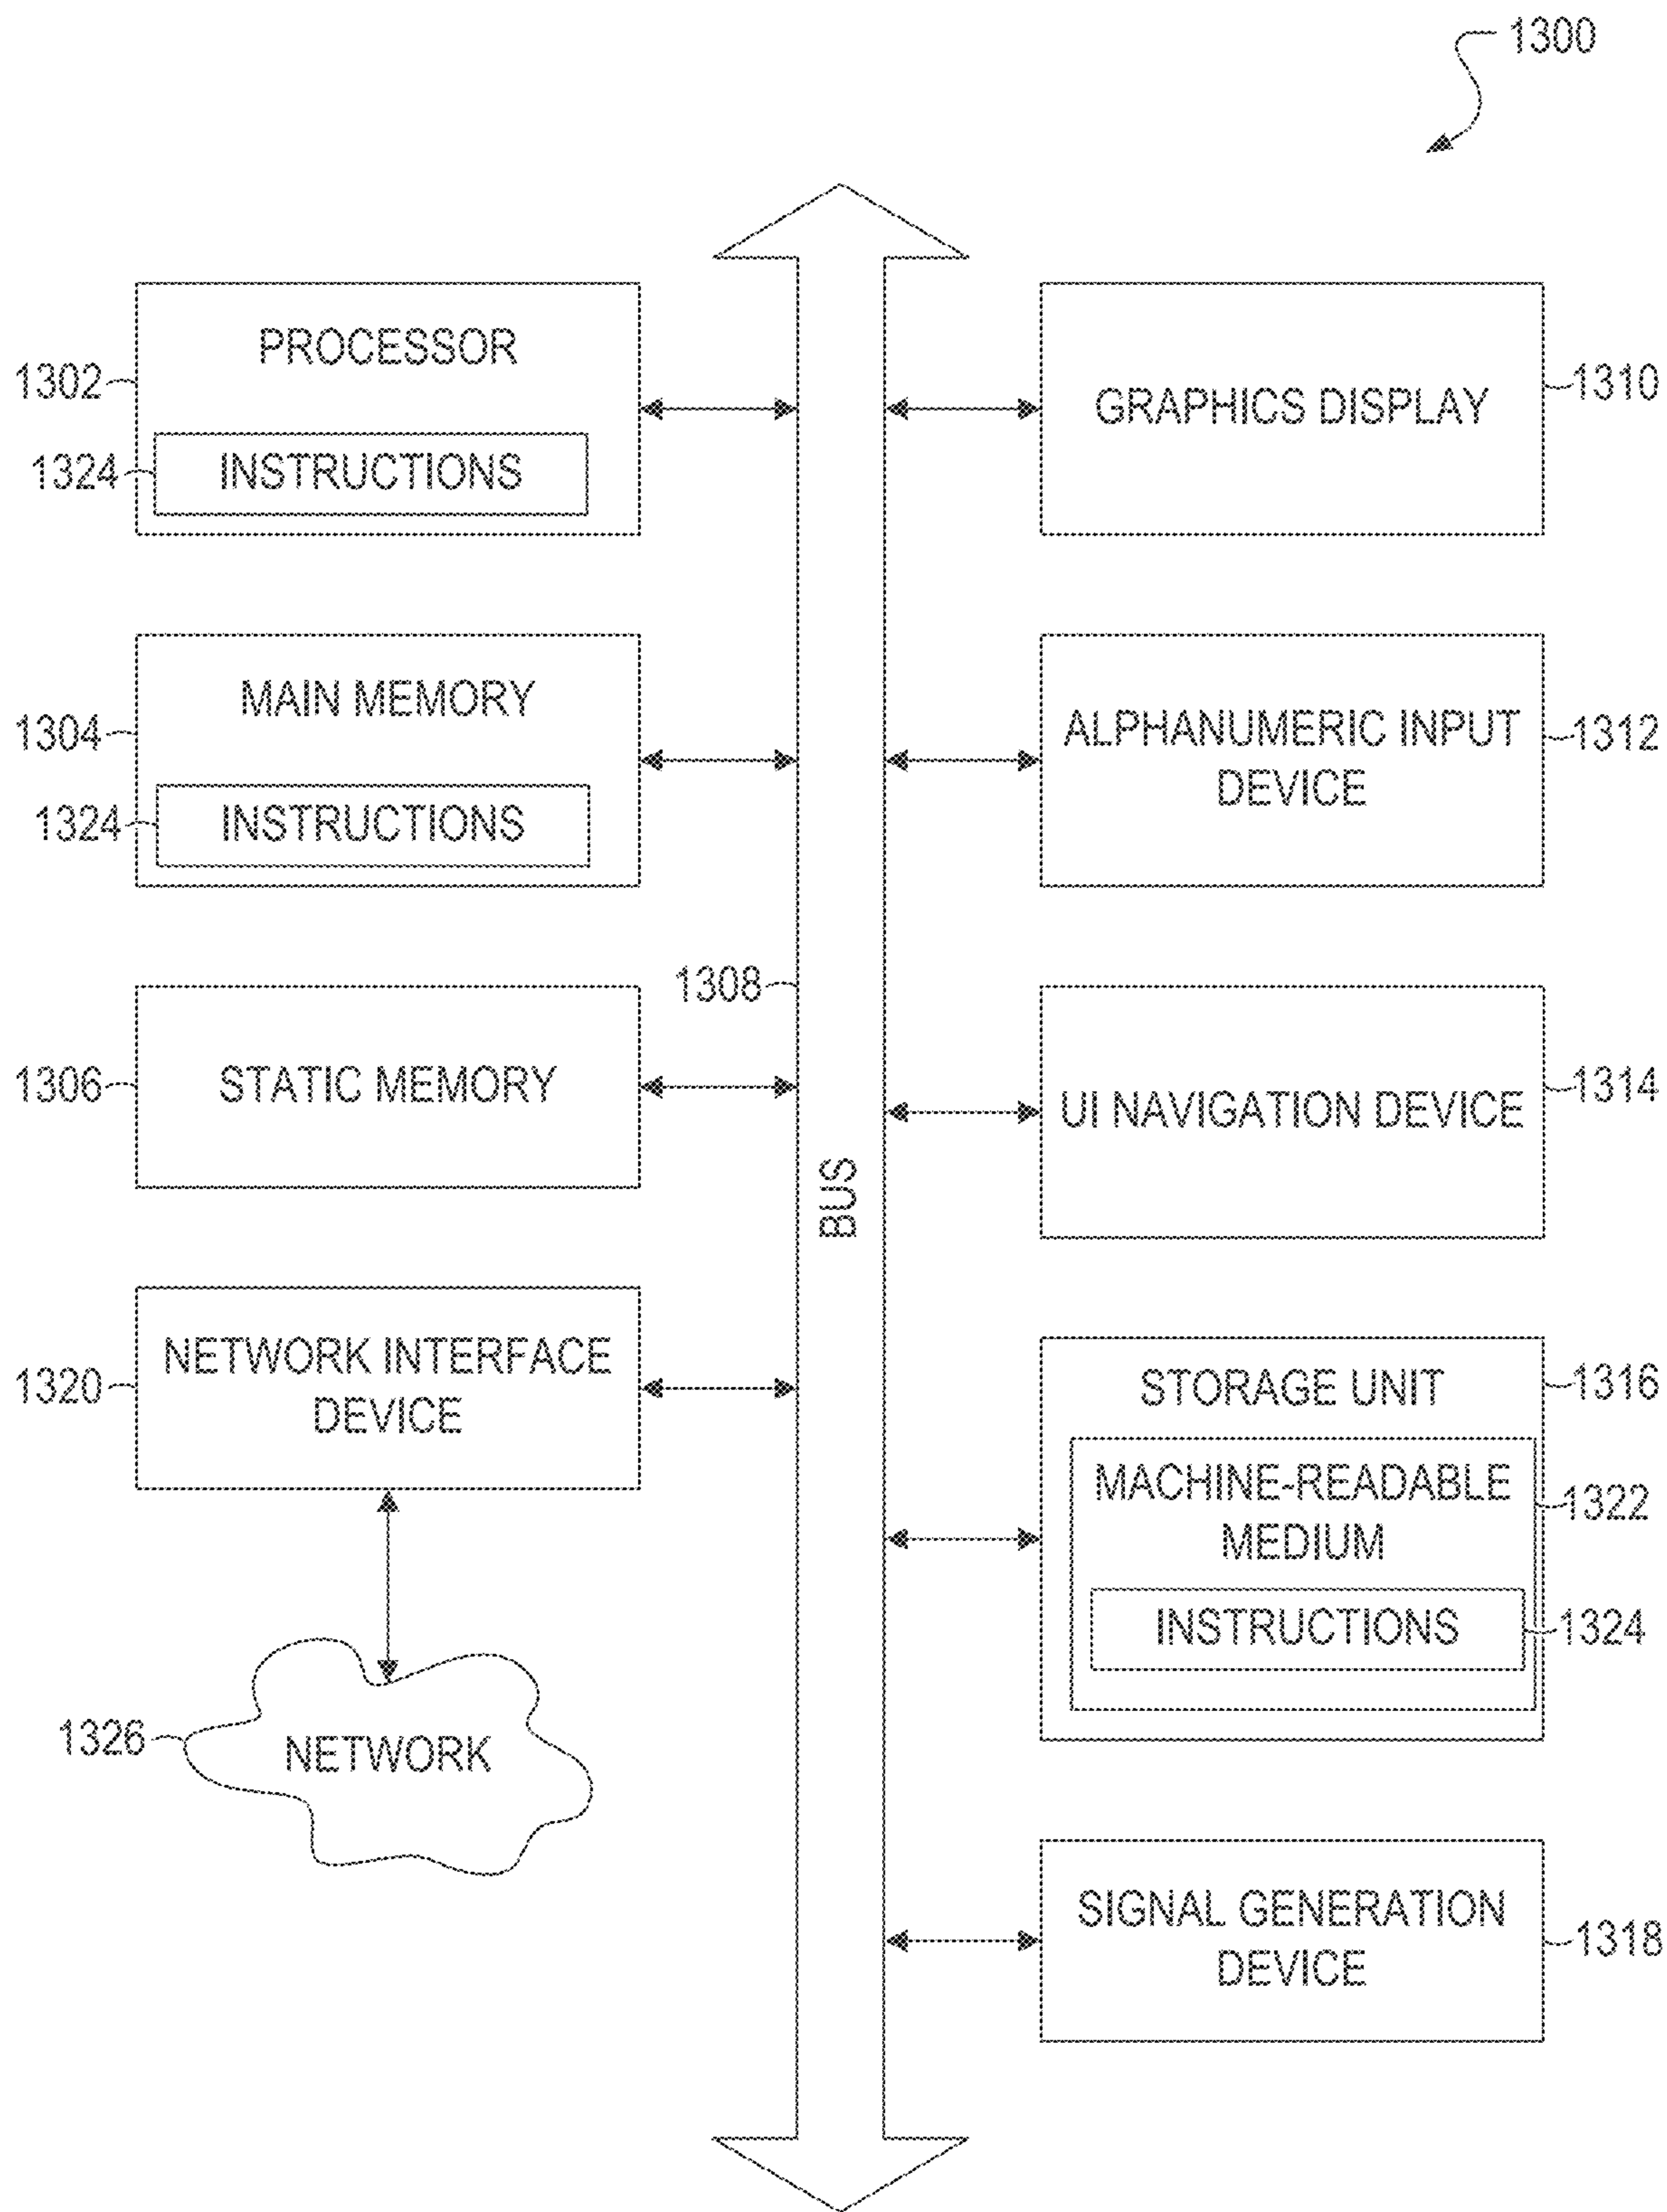 1300
PROCESSOR
1302
1324
INSTRUCTIONS
MAIN MEMORY
1304
1324
INSTRUCTIONS
1308
STATIC MEMORY
1306
BUS
NETWORK INTERFACE
DEVICE
1320
NETWORK
1326
GRAPHICS DISPLAY
1310
ALPHANUMERIC INPUT
DEVICE
1312
UI NAVIGATION DEVICE
1314
STORAGE UNIT
1316
MACHINE-READABLE
MEDIUM
1322
INSTRUCTIONS
1324
SIGNAL GENERATION
DEVICE
1318